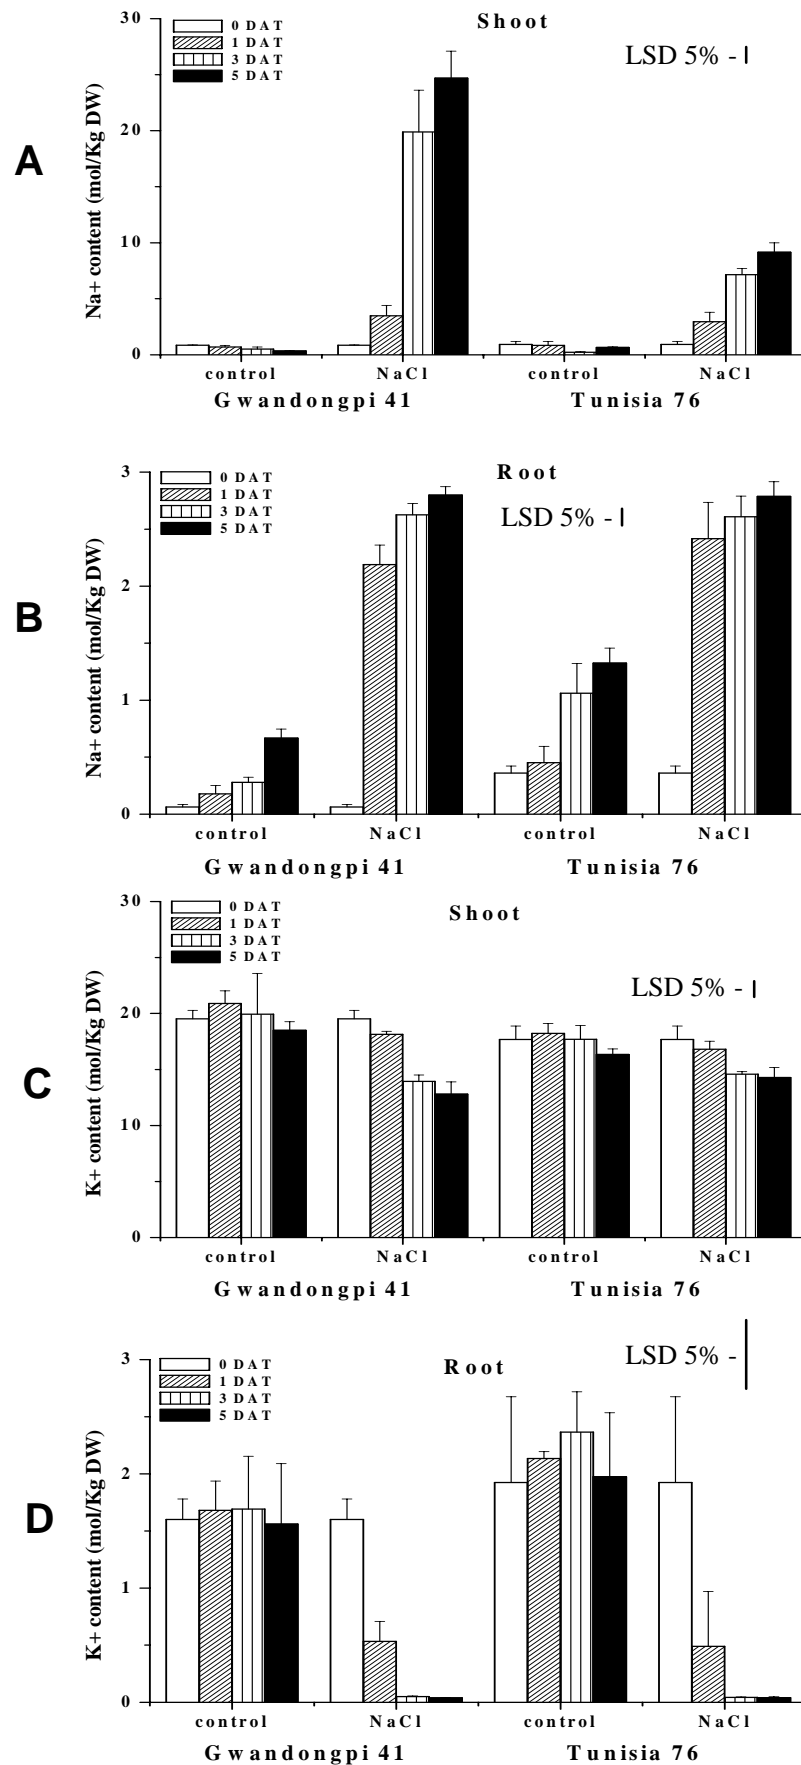 A
Na+ content (mol/Kg DW)
30
20
10
0
0 DAT
1 DAT
3 DAT
5 DAT
Shoot
LSD 5% -
control
NaCl
control
NaCl
Gwandongpi 41
Tunisia 76
B
Na+ content (mol/Kg DW)
3
2
1
0
0 DAT
1 DAT
3 DAT
5 DAT
Root
LSD 5% -
control
NaCl
control
NaCl
Gwandongpi 41
Tunisia 76
C
K+ content (mol/Kg DW)
30
20
10
0
0 DAT
1 DAT
3 DAT
5 DAT
Shoot
LSD 5% -
control
NaCl
control
NaCl
Gwandongpi 41
Tunisia 76
D
K+ content (mol/Kg DW)
3
2
1
0
0 DAT
1 DAT
3 DAT
5 DAT
Root
LSD 5% -
control
NaCl
control
NaCl
Gwandongpi 41
Tunisia 76